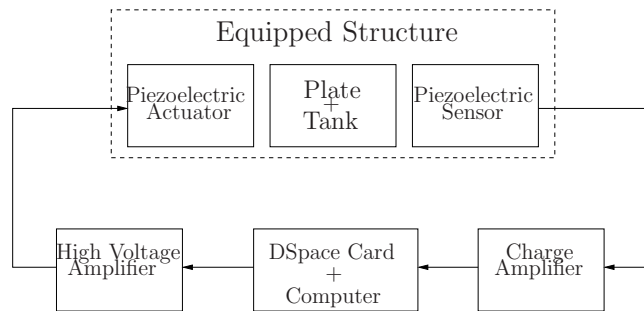 Equipped Structure
Piezoelectric
Actuator
Plate
+
Tank
Piezoelectric
Sensor
High Voltage
Amplifier
DSpace Card
+
Computer
Charge
Amplifier